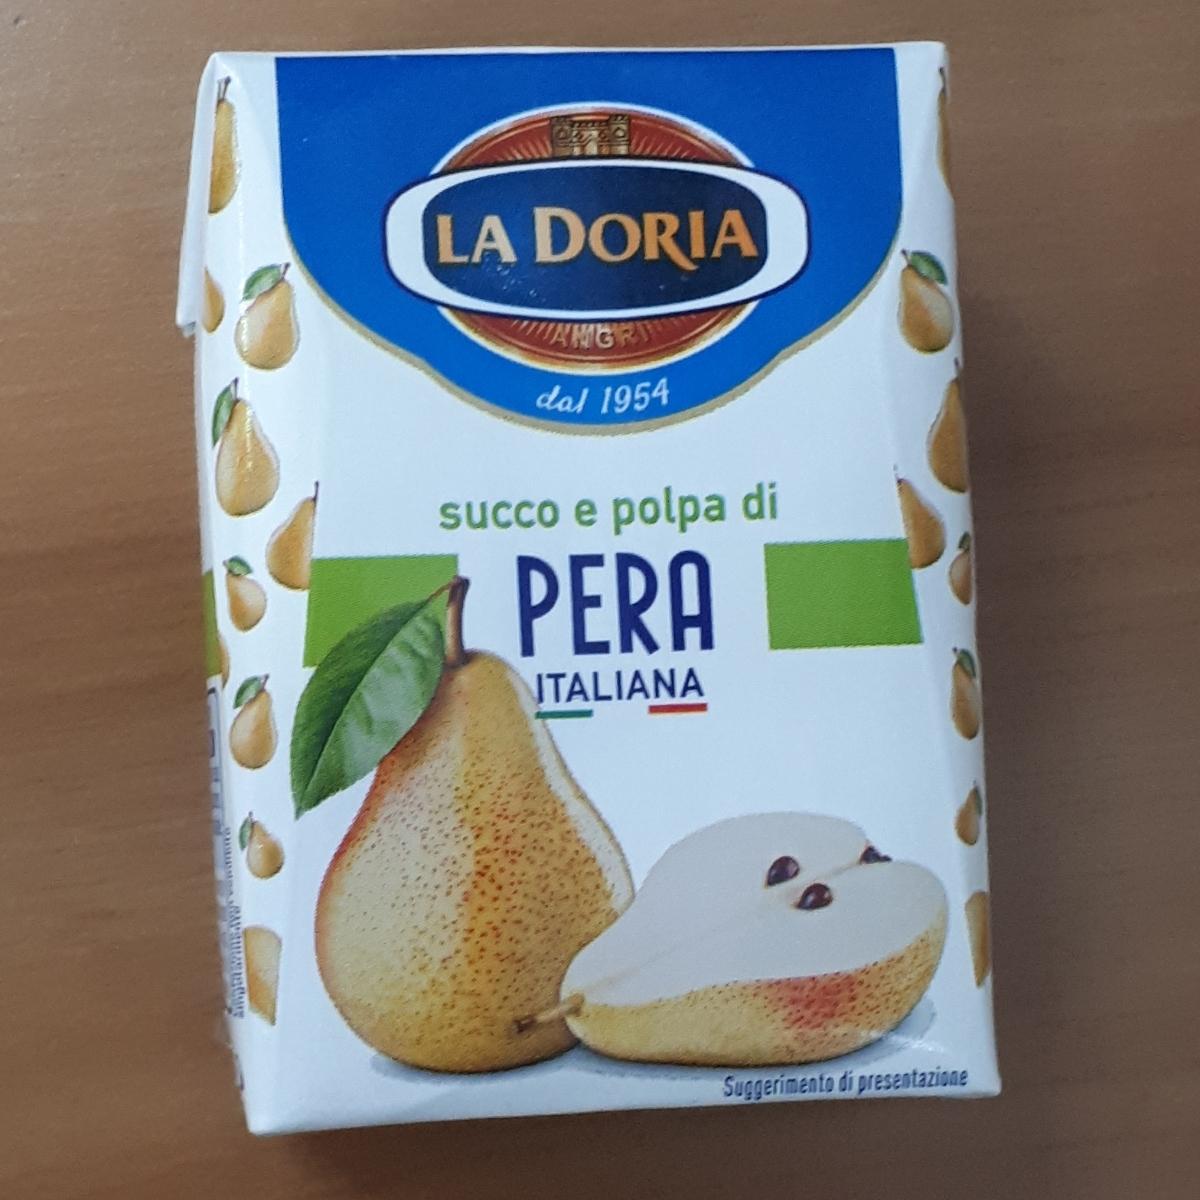 LA DORIA
ANGRI
dal 1954
succo e polpa di
PERA
ITALIANA
Suggerimento di presentazione